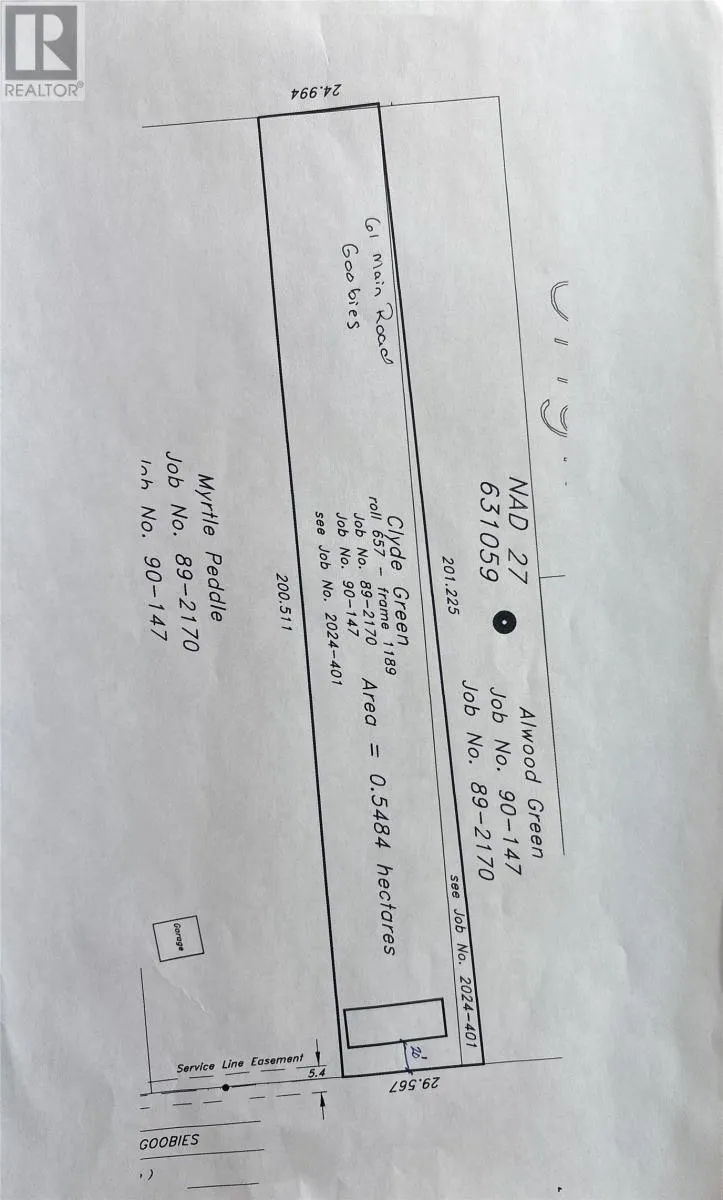 REALTOR®
24.994
61 Main Road
Goobies
NAD 27
631059
Alwood Green
Job No. 90-147
Job No. 89-2170
201.225
see Job No. 2024-401
Clyde Green
roll 657 - frame 1189
Job No. 89-2170
Job No. 90-147
see Job No. 2024-401
Area = 0.5484 hectares
200.511
Myrtle Peddle
Job No. 89-2170
No. 90-147
Garage
20'
29.567
Service Line Easement
5.4
GOOBIES